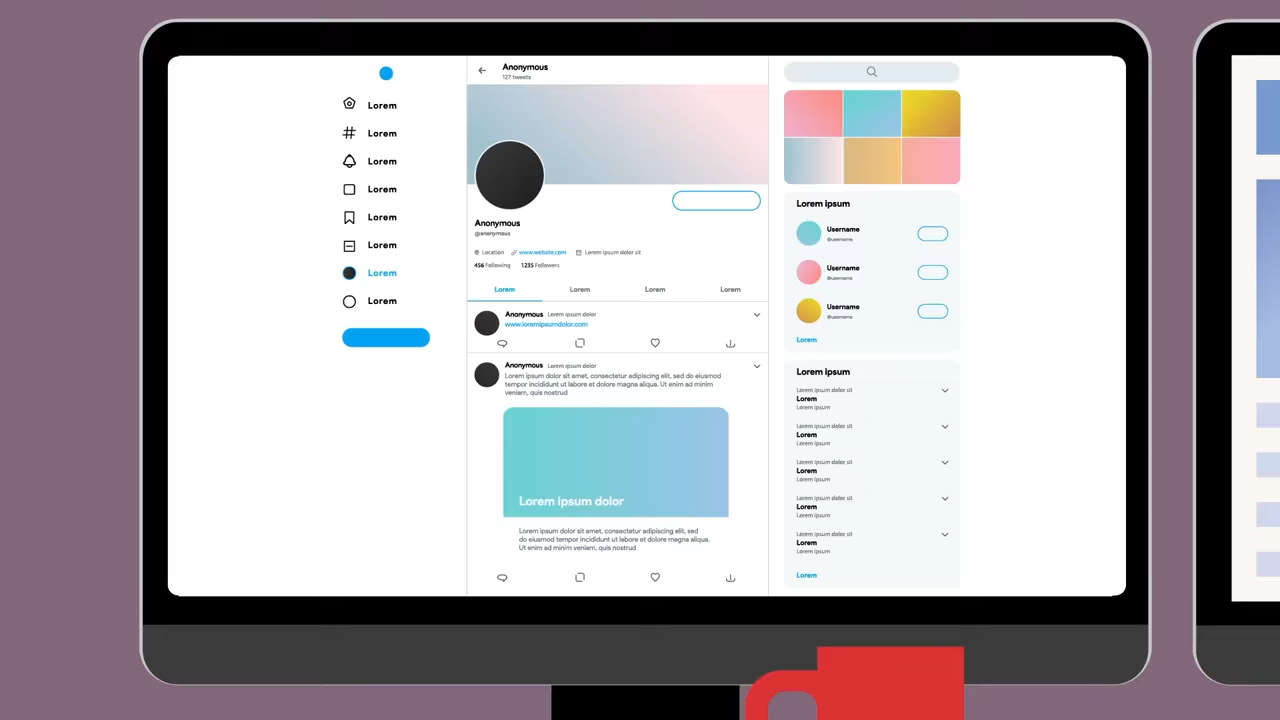 Lorem
Lorem
Lorem
Lorem
Lorem
Lorem
Lorem
Lorem
Anonymous
127 tweets
Anonymous
@anonymous
Location www.website.com Lorem ipsum dolor sit
456 Following 1235 Followers
Lorem Lorem Lorem Lorem
Anonymous Lorem ipsum dolor
www.loremipsumdolor.com
Anonymous Lorem ipsum dolor
Lorem ipsum dolor sit amet, consectetur adipiscing elit, sed do eiusmod
tempor incididunt ut labore et dolore magna aliqua. Ut enim ad minim
veniam, quis nostrud
Lorem ipsum dolor
Lorem ipsum dolor sit amet, consectetur adipiscing elit, sed
do eiusmod tempor incididunt ut labore et dolore magna aliqua.
Ut enim ad minim veniam, quis nostrud
Lorem ipsum
Username
@username
Username
@username
Username
@username
Lorem
Lorem ipsum
Lorem ipsum dolor sit
Lorem
Lorem ipsum
Lorem ipsum dolor sit
Lorem
Lorem ipsum
Lorem ipsum dolor sit
Lorem
Lorem ipsum
Lorem ipsum dolor sit
Lorem
Lorem ipsum
Lorem ipsum dolor sit
Lorem
Lorem ipsum
Lorem